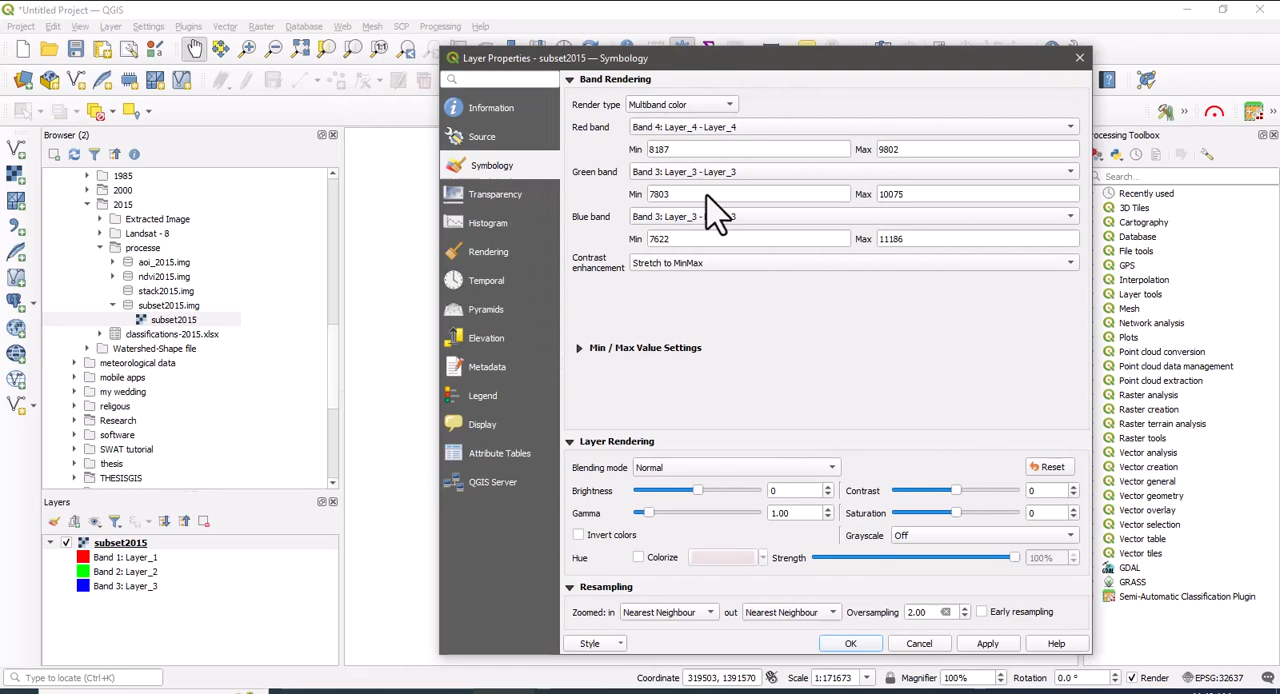 *Untitled Project — QGIS
Project Edit View Layer Settings Plugins Vector Raster Database Web Mesh SCP Processing Help
Browser (2)
1985
2000
2015
Extracted Image
Landsat - 8
processe
aoi_2015.img
ndvi2015.img
stack2015.img
subset2015.img
subset2015
classifications-2015.xlsx
Watershed-Shape file
meteorological data
mobile apps
my wedding
religous
Research
software
SWAT tutorial
thesis
THESISGIS
Layers
subset2015
Band 1: Layer_1
Band 2: Layer_2
Band 3: Layer_3
Layer Properties - subset2015 — Symbology
Information
Source
Symbology
Transparency
Histogram
Rendering
Temporal
Pyramids
Elevation
Metadata
Legend
Display
Attribute Tables
QGIS Server
Band Rendering
Render type Multiband color
Red band Band 4: Layer_4 - Layer_4
Min 8187 Max 9802
Green band Band 3: Layer_3 - Layer_3
Min 7803 Max 10075
Blue band Band 3: Layer_3 - 3
Min 7622 Max 11186
Contrast enhancement Stretch to MinMax
Min / Max Value Settings
Layer Rendering
Blending mode Normal Reset
Brightness 0 Contrast 0
Gamma 1.00 Saturation 0
Invert colors Grayscale Off
Hue Colorize Strength 100%
Resampling
Zoomed: in Nearest Neighbour out Nearest Neighbour Oversampling 2.00 Early resampling
Style OK Cancel Apply Help
rocessing Toolbox
Search...
Recently used
3D Tiles
Cartography
Database
File tools
GPS
Interpolation
Layer tools
Mesh
Network analysis
Plots
Point cloud conversion
Point cloud data management
Point cloud extraction
Raster analysis
Raster creation
Raster terrain analysis
Raster tools
Vector analysis
Vector creation
Vector general
Vector geometry
Vector overlay
Vector selection
Vector table
Vector tiles
GDAL
GRASS
Semi-Automatic Classification Plugin
Type to locate (Ctrl+K) Coordinate 319503, 1391570 Scale 1:171673 Magnifier 100% Rotation 0.0 ° Render EPSG:32637